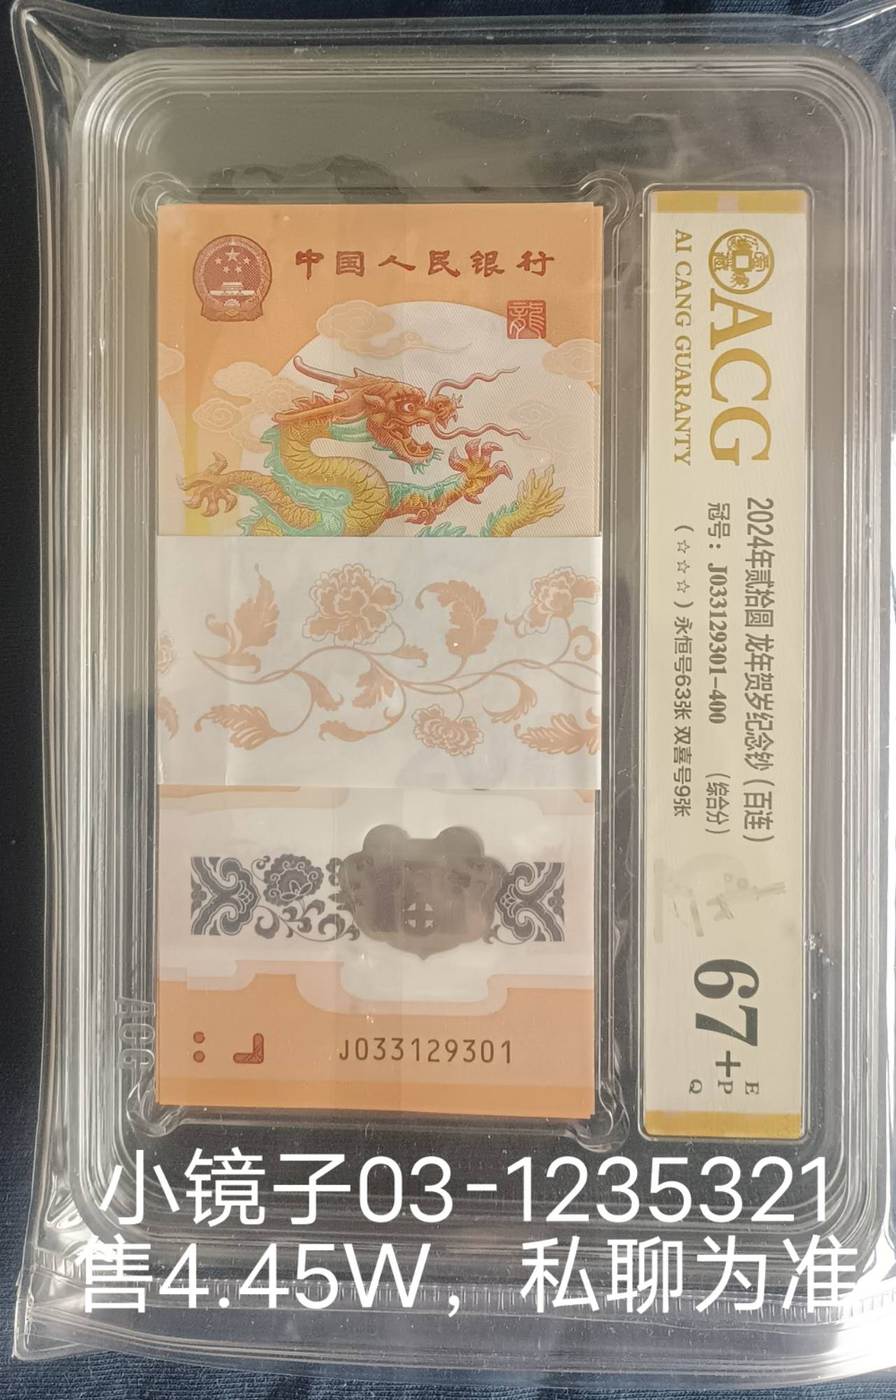 中国人民银行
龍
J033129301
ACG
AI CANG GUARANTY
2024年贰拾圆 龙年贺岁纪念钞（百连）
冠号：J033129301-400 （综合分）
（☆☆☆）永恒号63张 双喜号9张
67+
E
P
Q
ACG
小镜子03-1235321
售4.45W，私聊为准